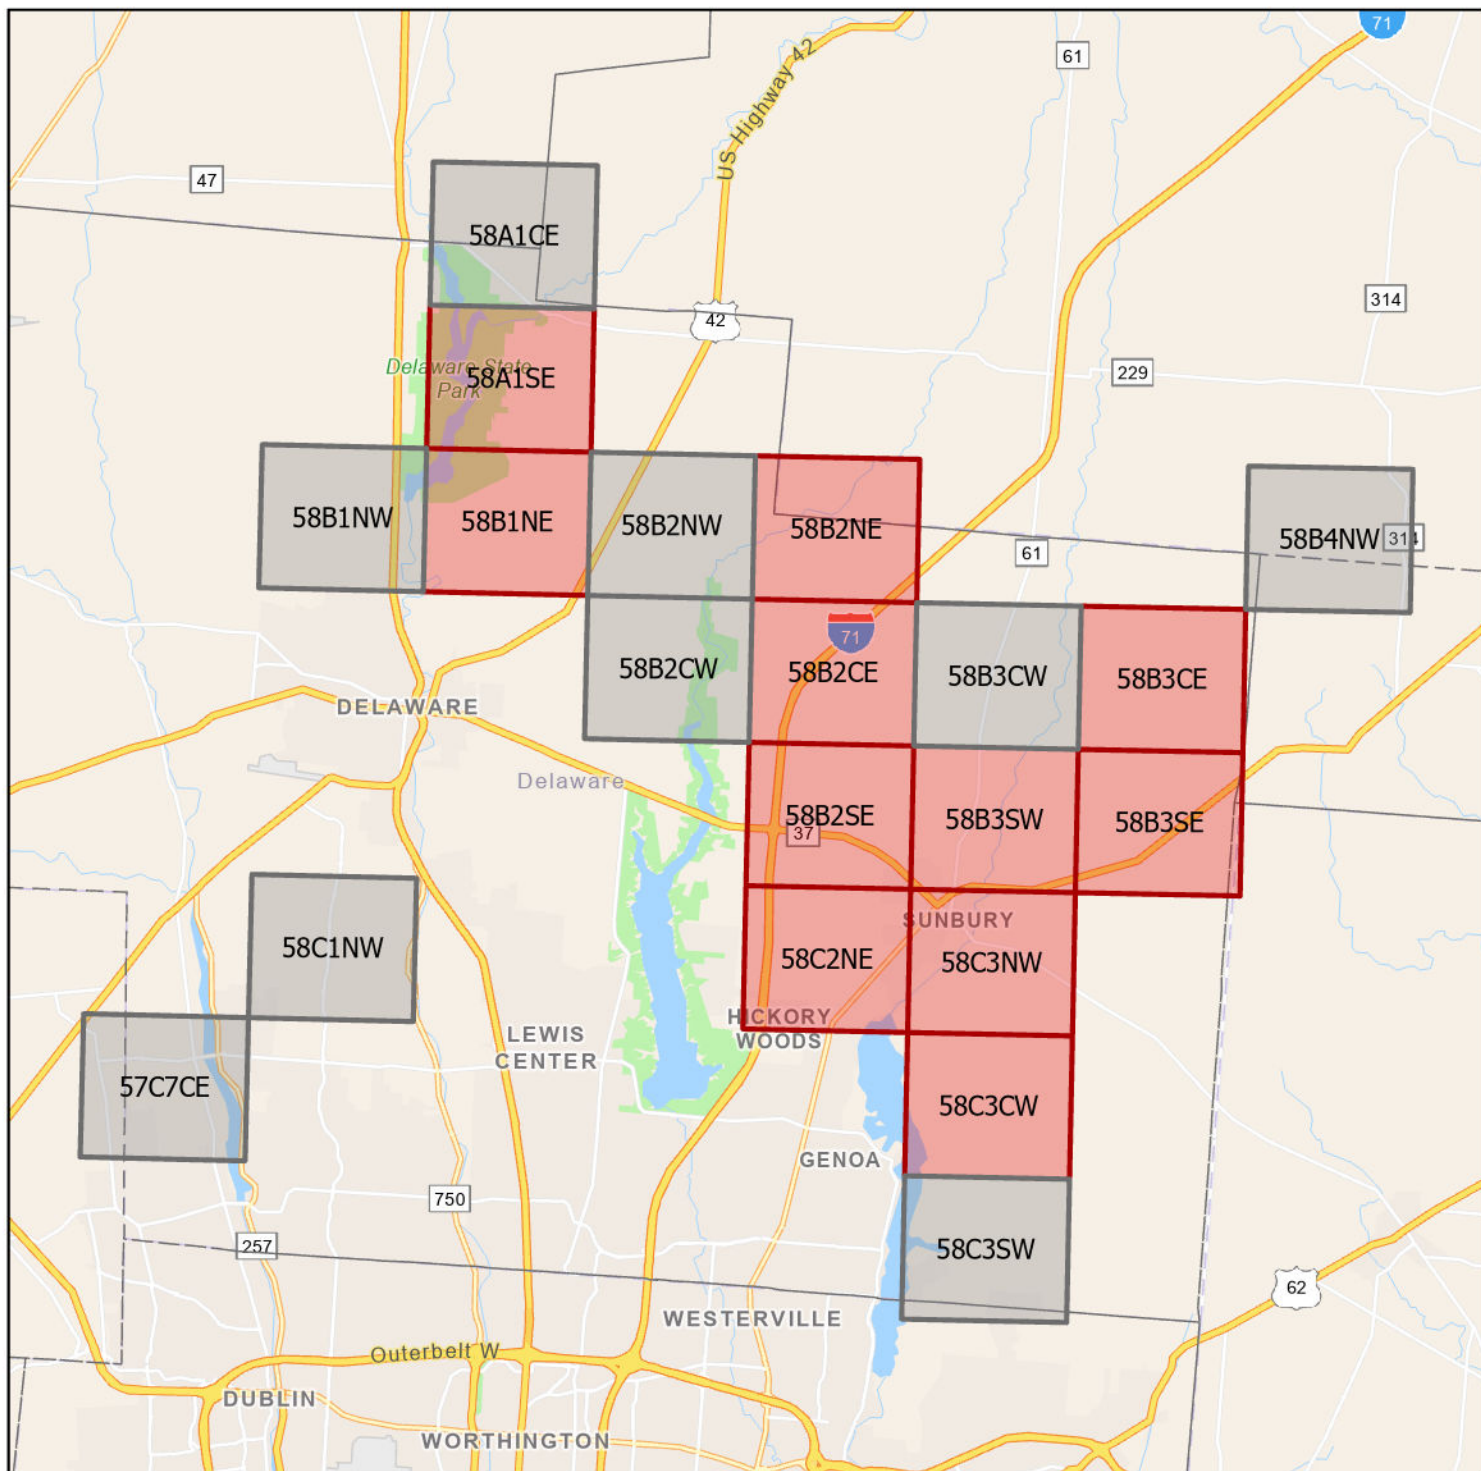 71
61
US Highway 42
47
58A1CE
314
42
Delaware State
Park
58A1SE
229
58B1NW
58B1NE
58B2NW
58B2NE
61
58B4NW
314
71
58B2CW
58B2CE
58B3CW
58B3CE
DELAWARE
Delaware
58B2SE
37
58B3SW
58B3SE
SUNBURY
58C1NW
58C2NE
58C3NW
HICKORY
WOODS
LEWIS
CENTER
57C7CE
58C3CW
GENOA
750
257
58C3SW
62
WESTERVILLE
Outerbelt W
DUBLIN
WORTHINGTON